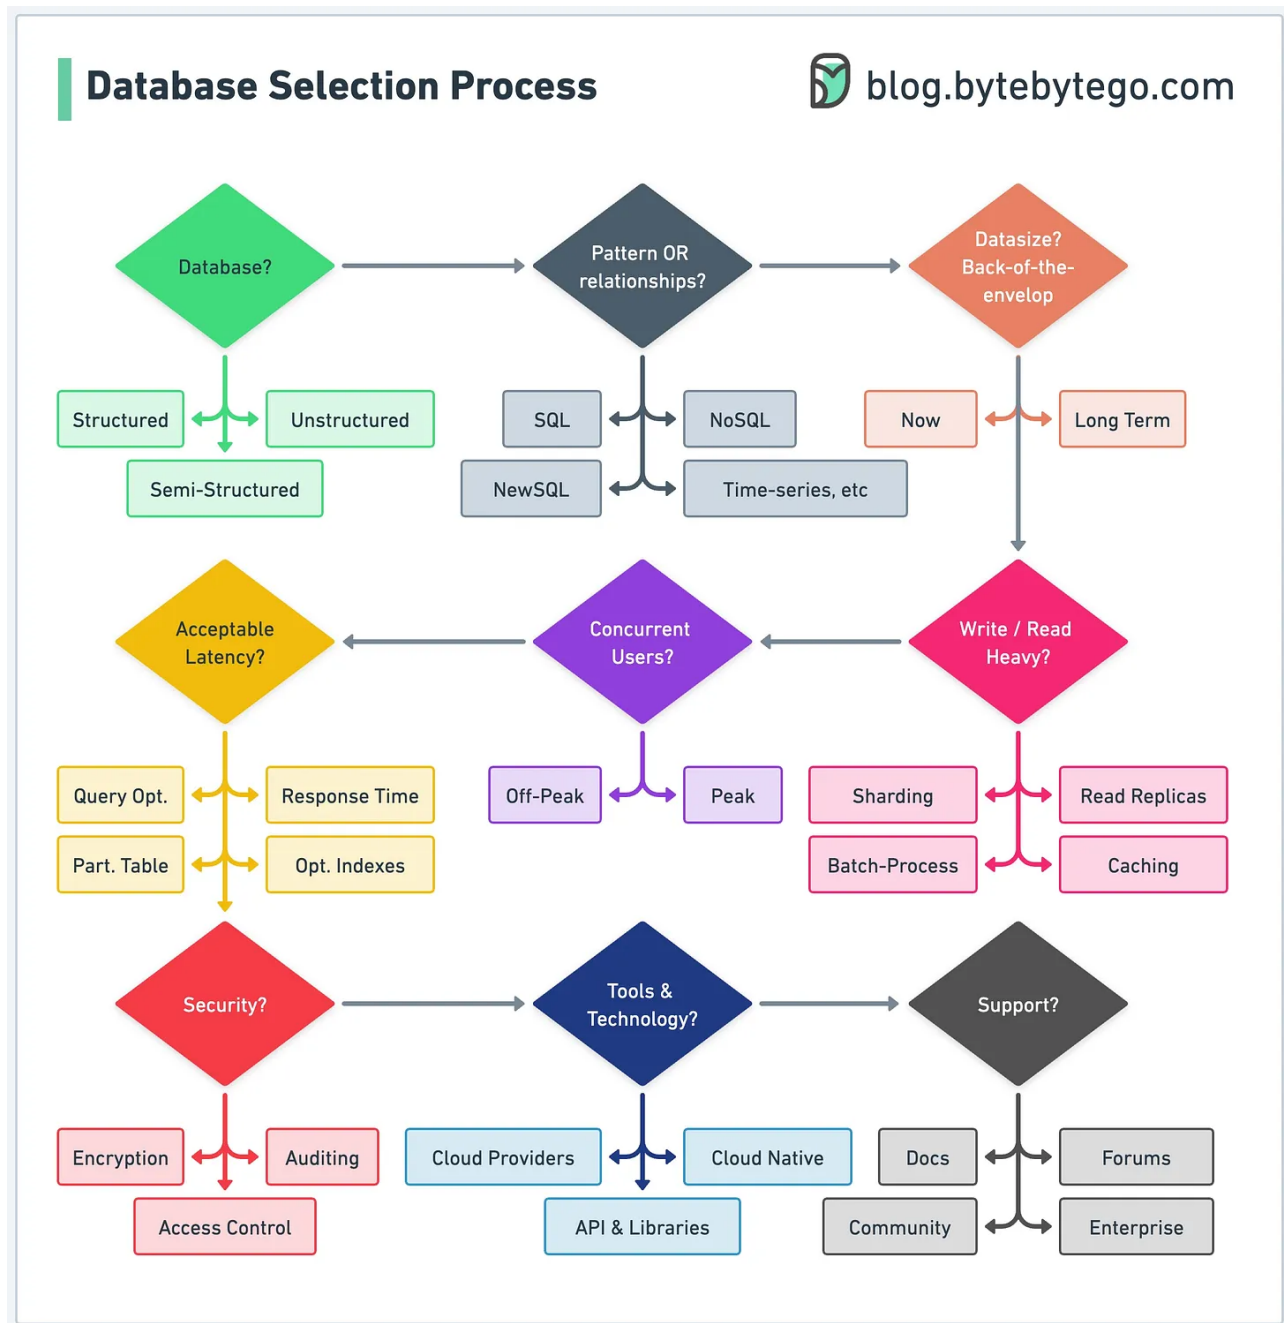 Database Selection Process
blog.bytebytego.com
Database?
Pattern OR
relationships?
Datasize?
Back-of-the-
envelop
Structured
Unstructured
Semi-Structured
SQL
NoSQL
NewSQL
Time-series, etc
Now
Long Term
Acceptable
Latency?
Concurrent
Users?
Write / Read
Heavy?
Query Opt.
Response Time
Part. Table
Opt. Indexes
Off-Peak
Peak
Sharding
Read Replicas
Batch-Process
Caching
Security?
Tools &
Technology?
Support?
Encryption
Auditing
Access Control
Cloud Providers
Cloud Native
API & Libraries
Docs
Forums
Community
Enterprise